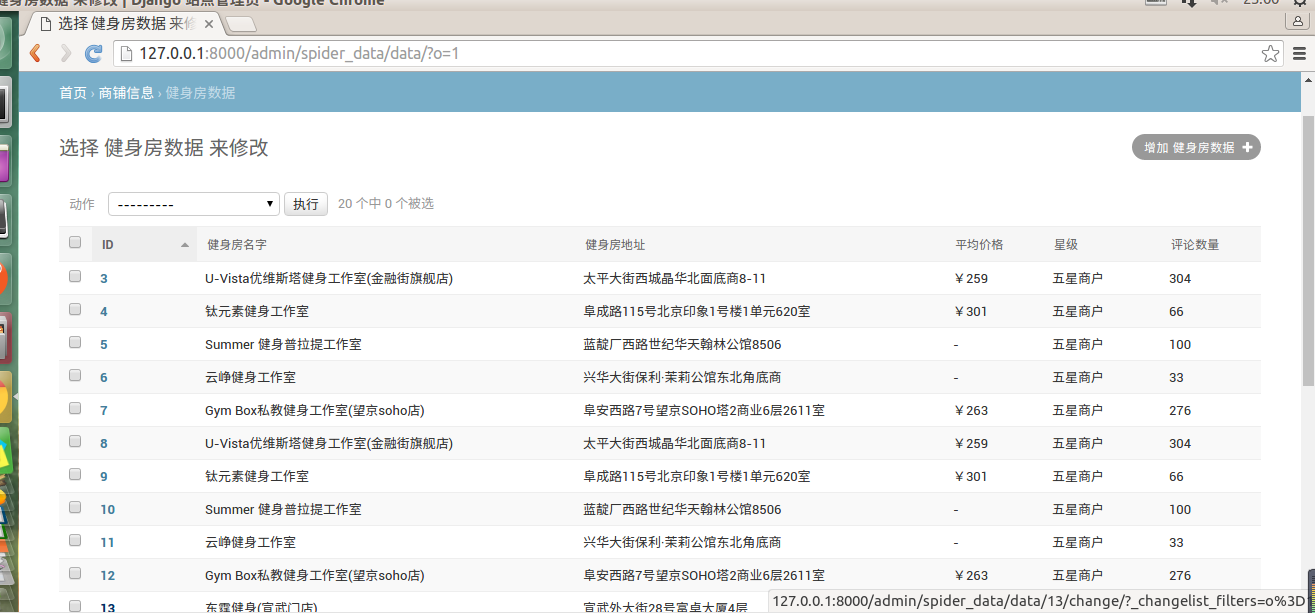 健身房数据 来修改 | Django 站点管理员 - Google Chrome
23:00
选择 健身房数据 来修
127.0.0.1:8000/admin/spider_data/data/?o=1
首页 › 商铺信息 › 健身房数据
选择 健身房数据 来修改
增加 健身房数据
动作 --------- 执行 20 个中 0 个被选
ID 健身房名字 健身房地址 平均价格 星级 评论数量
3 U-Vista优维斯塔健身工作室(金融街旗舰店) 太平大街西城晶华北面底商8-11 ￥259 五星商户 304
4 钛元素健身工作室 阜成路115号北京印象1号楼1单元620室 ￥301 五星商户 66
5 Summer 健身普拉提工作室 蓝靛厂西路世纪华天翰林公馆8506 - 五星商户 100
6 云峥健身工作室 兴华大街保利·茉莉公馆东北角底商 - 五星商户 33
7 Gym Box私教健身工作室(望京soho店) 阜安西路7号望京SOHO塔2商业6层2611室 ￥263 五星商户 276
8 U-Vista优维斯塔健身工作室(金融街旗舰店) 太平大街西城晶华北面底商8-11 ￥259 五星商户 304
9 钛元素健身工作室 阜成路115号北京印象1号楼1单元620室 ￥301 五星商户 66
10 Summer 健身普拉提工作室 蓝靛厂西路世纪华天翰林公馆8506 - 五星商户 100
11 云峥健身工作室 兴华大街保利·茉莉公馆东北角底商 - 五星商户 33
12 Gym Box私教健身工作室(望京soho店) 阜安西路7号望京SOHO塔2商业6层2611室 ￥263 五星商户 276
13 东霆健身(宣武门店) 宣武外大街28号富卓大厦4层
127.0.0.1:8000/admin/spider_data/data/13/change/?_changelist_filters=o%3D